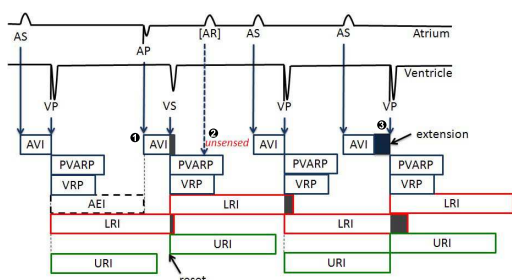 AS
AP
[AR]
AS
AS
Atrium
Ventricle
VP
VS
VP
VP
❶
❷
❸
unsensed
extension
AVI
AVI
AVI
AVI
PVARP
PVARP
PVARP
PVARP
VRP
VRP
VRP
VRP
AEI
LRI
LRI
LRI
LRI
URI
URI
URI
URI
reset